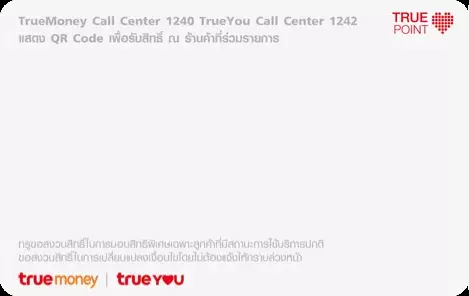 TrueMoney Call Center 1240 TrueYou Call Center 1242
แสดง QR Code เพื่อรับสิทธิ์ ณ ร้านค้าที่ร่วมรายการ
TRUE
POINT
ทรูขอสงวนสิทธิ์ในการมอบสิทธิพิเศษเฉพาะลูกค้าที่มีสถานะการใช้บริการปกติ
ขอสงวนสิทธิ์ในการเปลี่ยนแปลงเงื่อนไขโดยไม่ต้องแจ้งให้ทราบล่วงหน้า
truemoney | trueyou